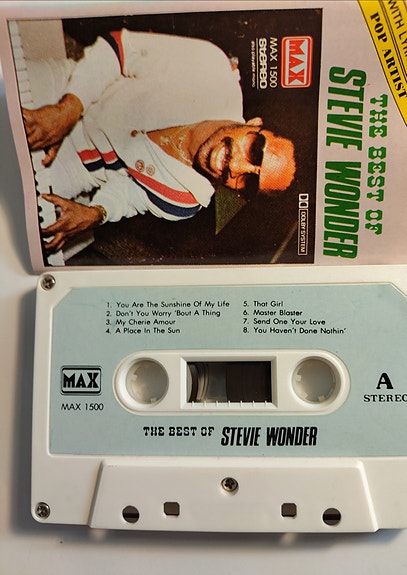 WITH LYR
POP ARTIST
THE BEST OF
STEVIE WONDER
MAX
MAX 1500
STEREO
DOLBY SYSTEM
1. You Are The Sunshine Of My Life
2. Don't You Worry 'Bout A Thing
3. My Cherie Amour
4. A Place In The Sun
5. That Girl
6. Master Blaster
7. Send One Your Love
8. You Haven't Done Nothin'
MAX
MAX 1500
A
STEREO
THE BEST OF STEVIE WONDER